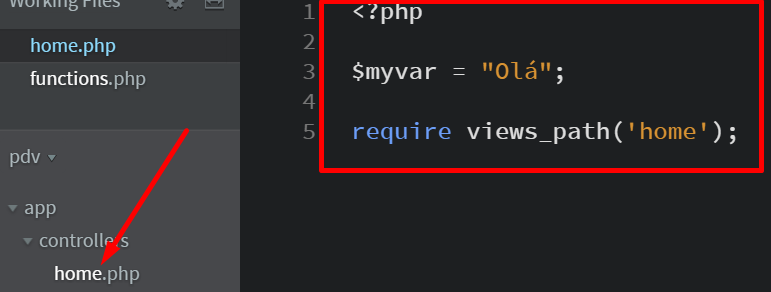 Working Files
home.php
functions.php
pdv
app
controllers
home.php
1 <?php
2
3 $myvar = "Olá";
4
5 require views_path('home');